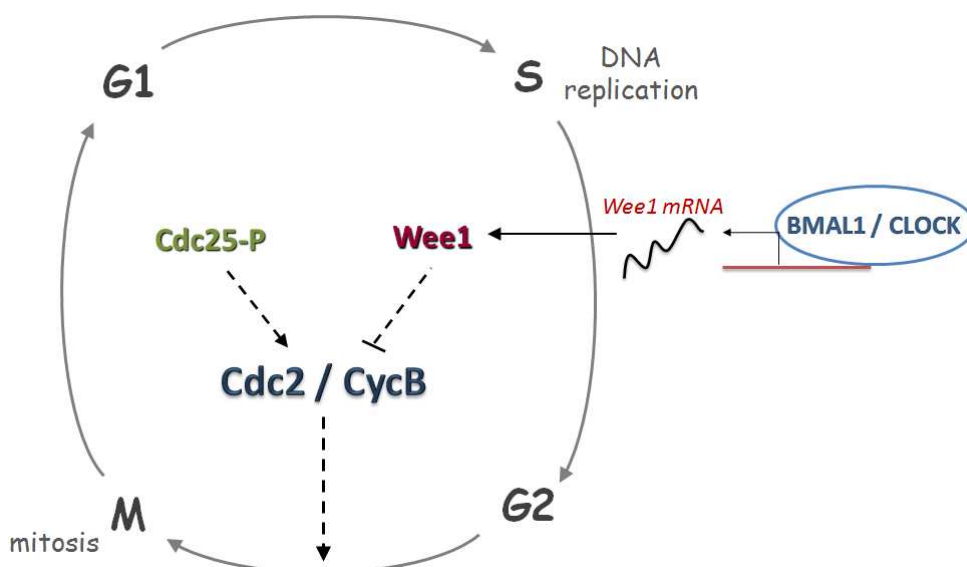 G1
S
DNA
replication
Wee1 mRNA
BMAL1 / CLOCK
Cdc25-P
Wee1
Cdc2 / CycB
M
G2
mitosis